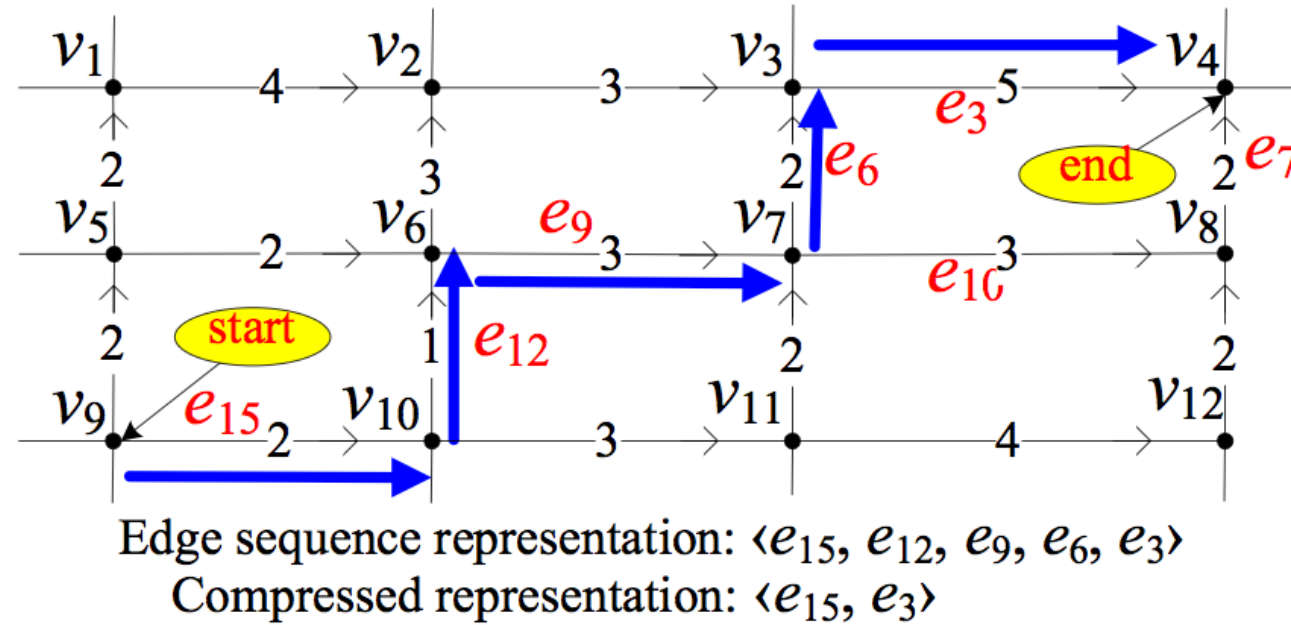 v1 v2 v3 v4
4 3 5
e3
2 3 2 e6 end 2 e7
v5 v6 e9 v7 v8
2 3 3
e10
2 start 1 e12 2 2
v9 e15 v10 v11 v12
2 3 4
Edge sequence representation: ‹e15, e12, e9, e6, e3›
Compressed representation: ‹e15, e3›